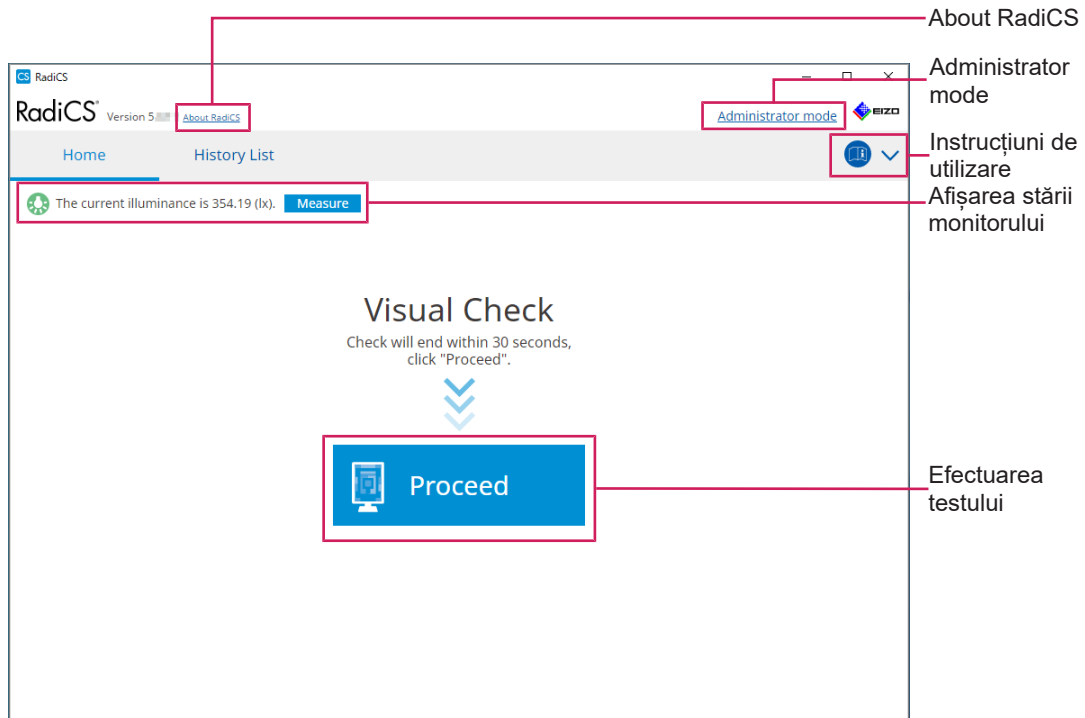 About RadiCS
CS RadiCS
Administrator
mode
RadiCS® Version 5. About RadiCS
Administrator mode
EIZO
Home
History List
Instrucțiuni de
utilizare
The current illuminance is 354.19 (lx). Measure
Afișarea stării
monitorului
Visual Check
Check will end within 30 seconds,
click "Proceed".
Proceed
Efectuarea
testului